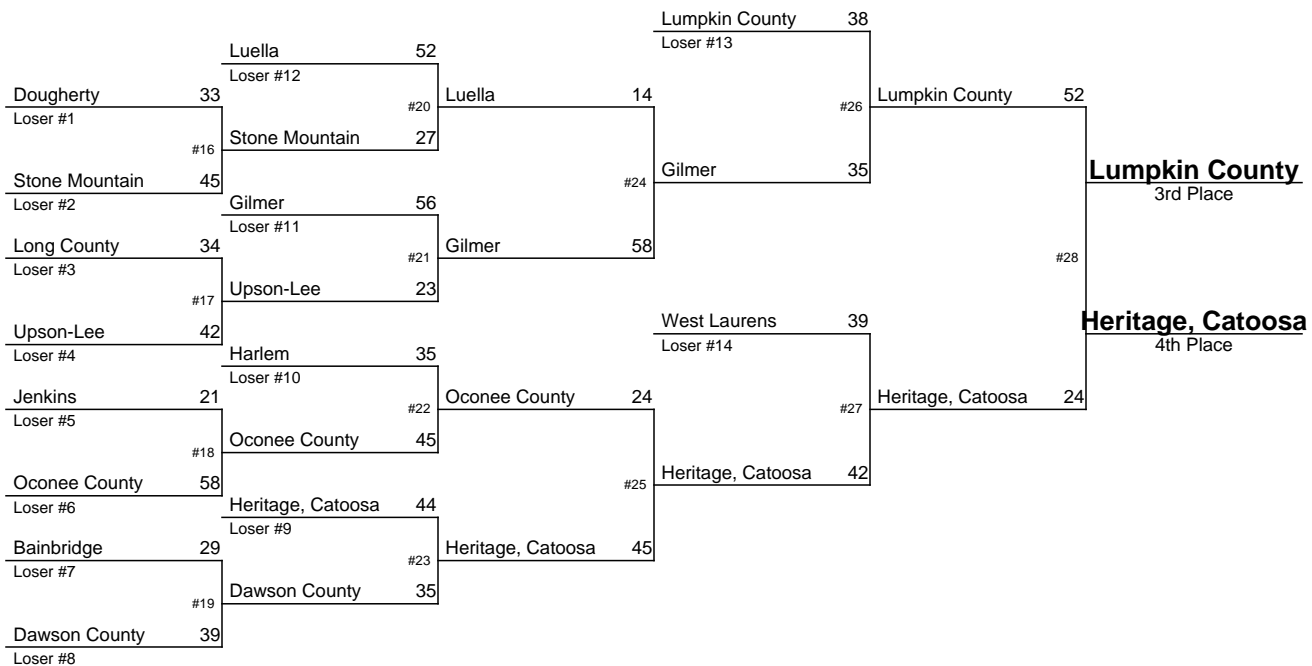 Lumpkin County 38
Loser #13
Luella 52
Loser #12
Dougherty 33
Loser #1
#20
Luella 14
#26
Lumpkin County 52
#16
Stone Mountain 27
Stone Mountain 45
Loser #2
#24
Gilmer 35
Lumpkin County
3rd Place
Gilmer 56
Loser #11
Long County 34
Loser #3
#21
Gilmer 58
#28
#17
Upson-Lee 23
Upson-Lee 42
Loser #4
West Laurens 39
Loser #14
Heritage, Catoosa
4th Place
Harlem 35
Loser #10
Jenkins 21
Loser #5
#22
Oconee County 24
#27
Heritage, Catoosa 24
#18
Oconee County 45
Oconee County 58
Loser #6
#25
Heritage, Catoosa 42
Heritage, Catoosa 44
Loser #9
Bainbridge 29
Loser #7
#23
Heritage, Catoosa 45
#19
Dawson County 35
Dawson County 39
Loser #8